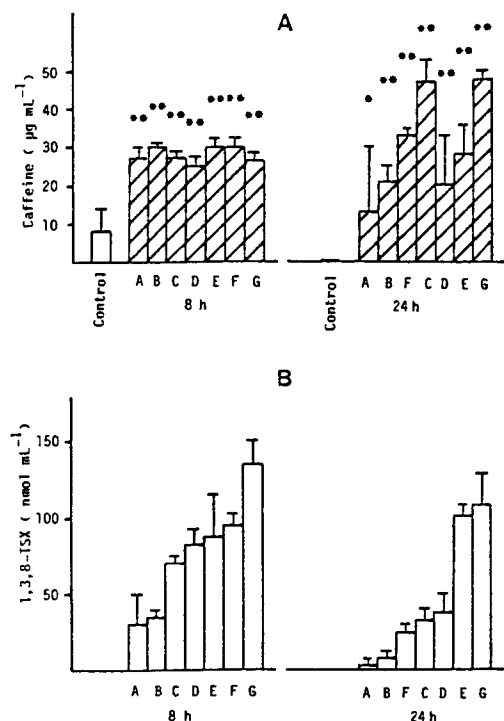 A
Caffeine ( µg mL⁻¹)
50
40
30
20
10
Control
A B C D E F G
8 h
Control
A B F C D E G
24 h
B
1,3,8-TSX ( nmol mL⁻¹)
150
100
50
A B C D E F G
8 h
A B F C D E G
24 h